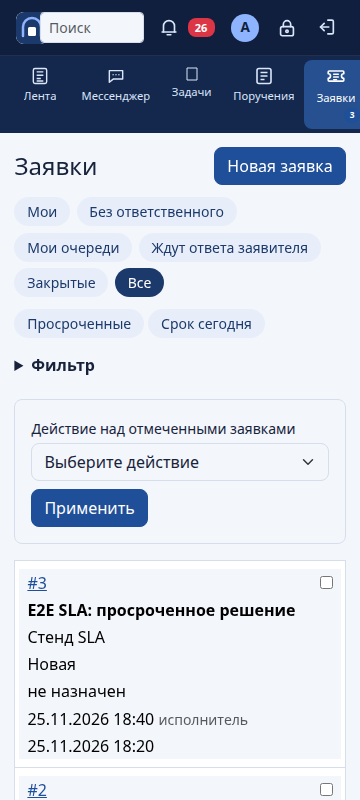 Поиск
26
A
Лента
Мессенджер
Задачи
Поручения
Заявки
3
Заявки
Новая заявка
Мои
Без ответственного
Мои очереди
Ждут ответа заявителя
Закрытые
Все
Просроченные
Срок сегодня
Фильтр
Действие над отмеченными заявками
Выберите действие
Применить
#3
E2E SLA: просроченное решение
Стенд SLA
Новая
не назначен
25.11.2026 18:40 исполнитель
25.11.2026 18:20
#2